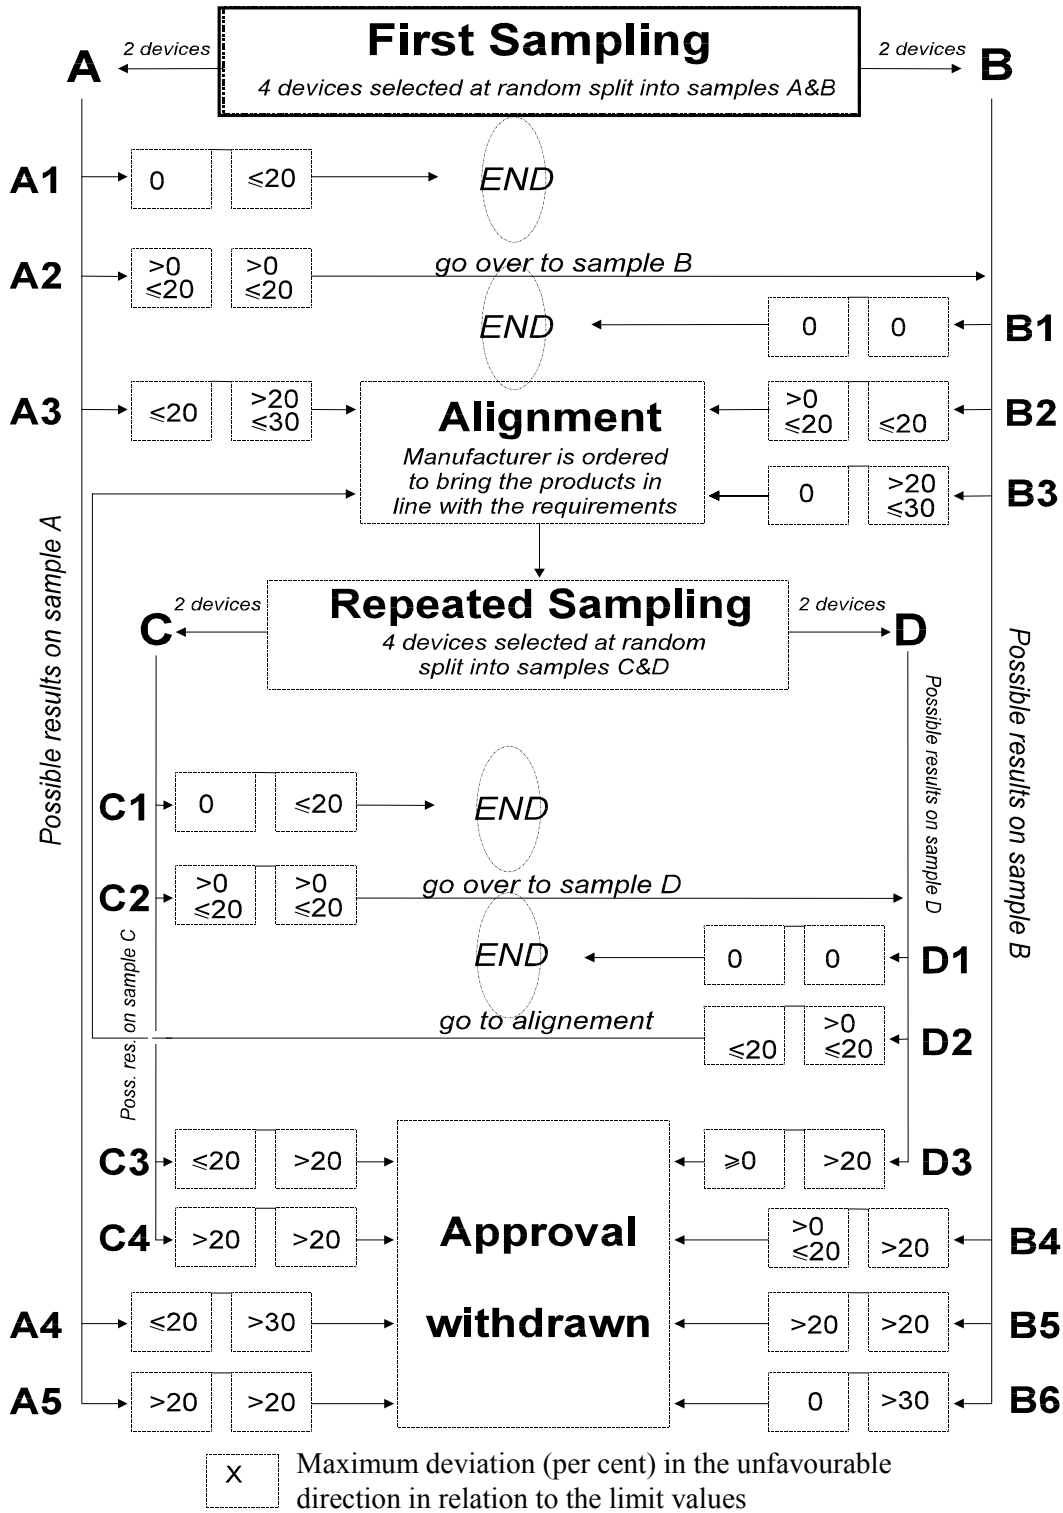 First Sampling
4 devices selected at random split into samples A&B
A
2 devices
2 devices
B
A1
0
≤20
END
A2
>0
≤20
>0
≤20
go over to sample B
END
0
0
B1
A3
≤20
>20
≤30
Alignment
Manufacturer is ordered
to bring the products in
line with the requirements
>0
≤20
≤20
B2
0
>20
≤30
B3
Possible results on sample A
Repeated Sampling
4 devices selected at random
split into samples C&D
C
2 devices
2 devices
D
Possible results on sample D
Possible results on sample B
C1
0
≤20
END
C2
>0
≤20
>0
≤20
go over to sample D
Poss. res. on sample C
END
0
0
D1
go to alignement
≤20
>0
≤20
D2
C3
≤20
>20
≥0
>20
D3
C4
>20
>20
Approval
withdrawn
>0
≤20
>20
B4
A4
≤20
>30
>20
>20
B5
A5
>20
>20
0
>30
B6
X
Maximum deviation (per cent) in the unfavourable
direction in relation to the limit values